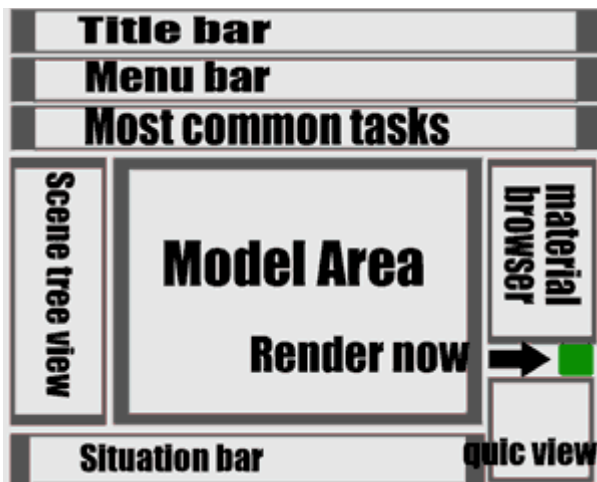 Title bar
Menu bar
Most common tasks
Scene tree view
Model Area
material
browser
Render now
Situation bar
quic view